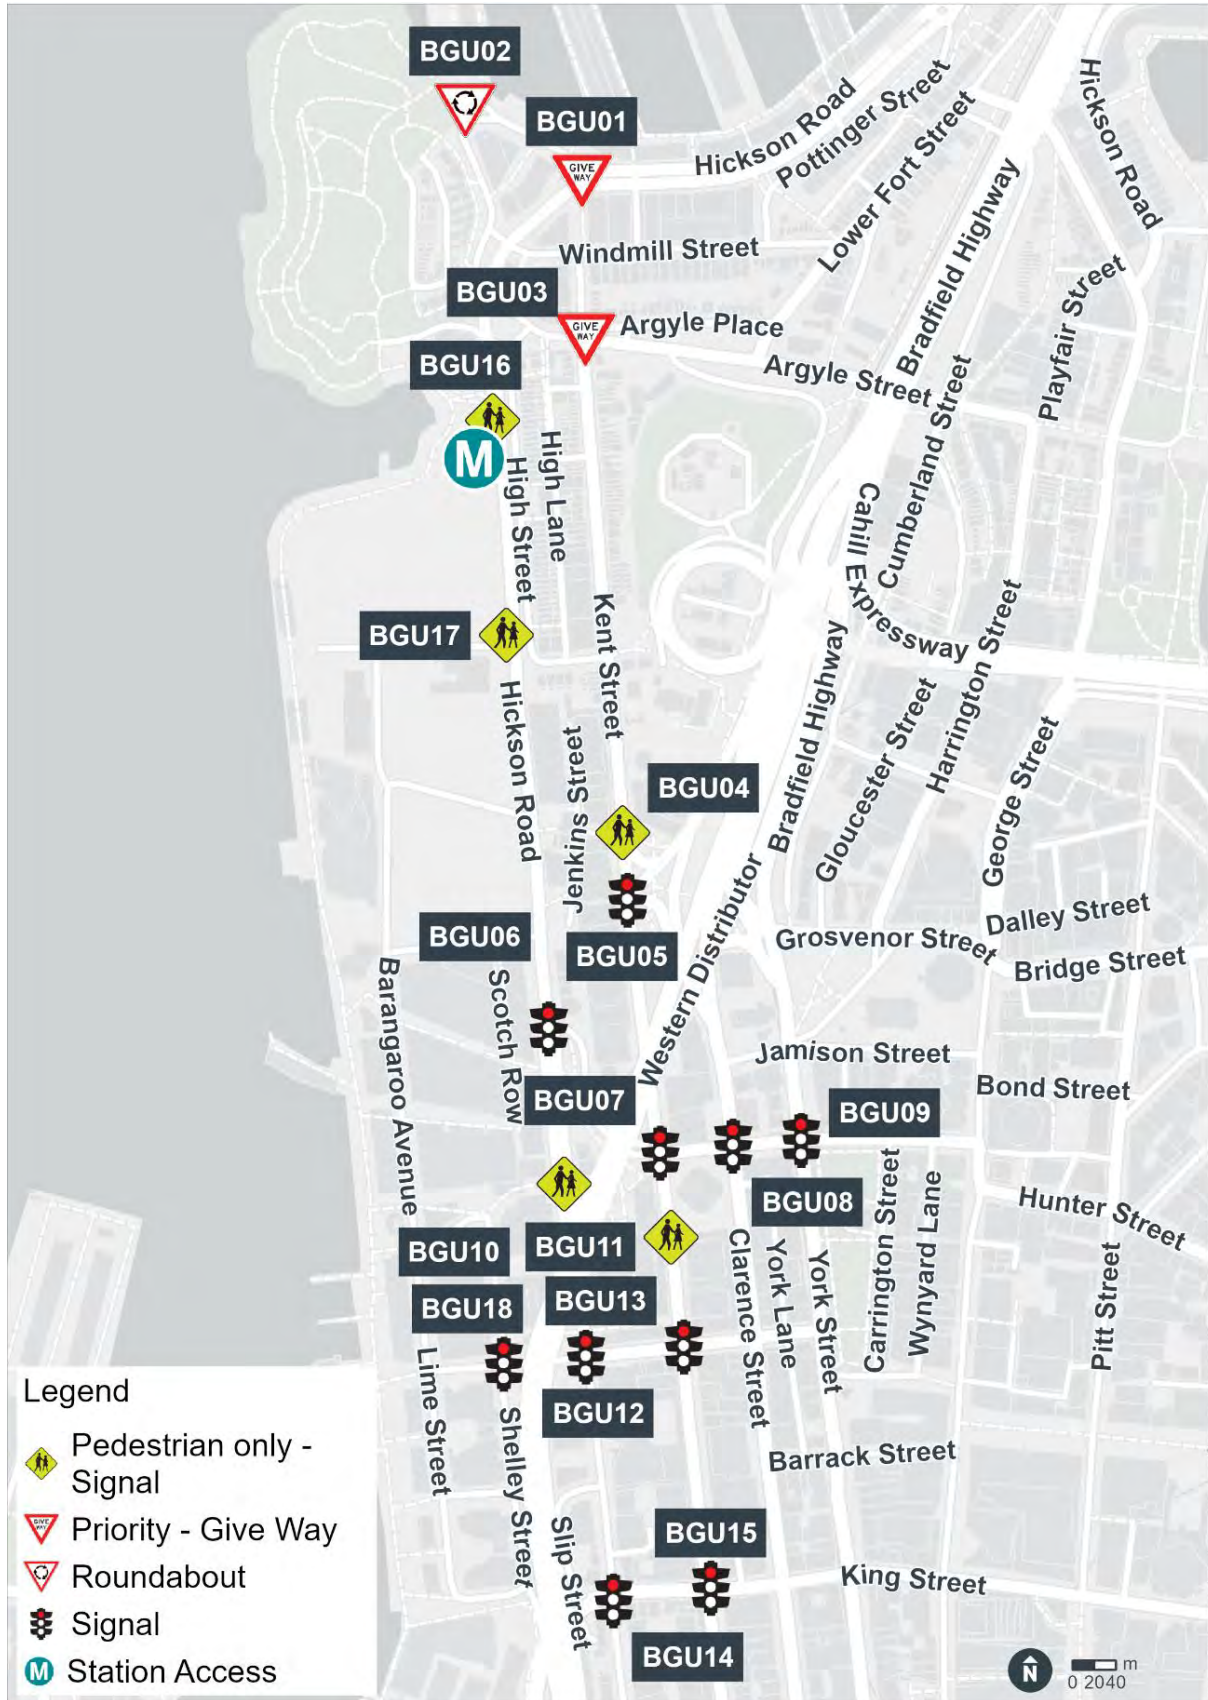 BGU02
BGU01
GIVE
WAY
Hickson Road
Pottinger Street
Lower Fort Street
Hickson Road
Windmill Street
Bradfield Highway
BGU03
GIVE
WAY
Argyle Place
Playfair Street
BGU16
Argyle Street
Cumberland Street
M
High Street
High Lane
Cahill Expressway
BGU17
Kent Street
Harrington Street
Hickson Road
Jenkins Street
Bradfield Highway
Gloucester Street
George Street
BGU04
Dalley Street
BGU06
BGU05
Grosvenor Street
Bridge Street
Western Distributor
Barangaroo Avenue
Scotch Row
Jamison Street
Bond Street
BGU07
BGU09
BGU08
Carrington Street
Wynyard Lane
Hunter Street
BGU10
BGU11
Clarence Street
York Lane
York Street
Pitt Street
BGU18
BGU13
Lime Street
Shelley Street
BGU12
Barrack Street
Slip Street
BGU15
King Street
BGU14
Legend
Pedestrian only -
Signal
GIVE
WAY
Priority - Give Way
Roundabout
Signal
M Station Access
N
m
0 2040